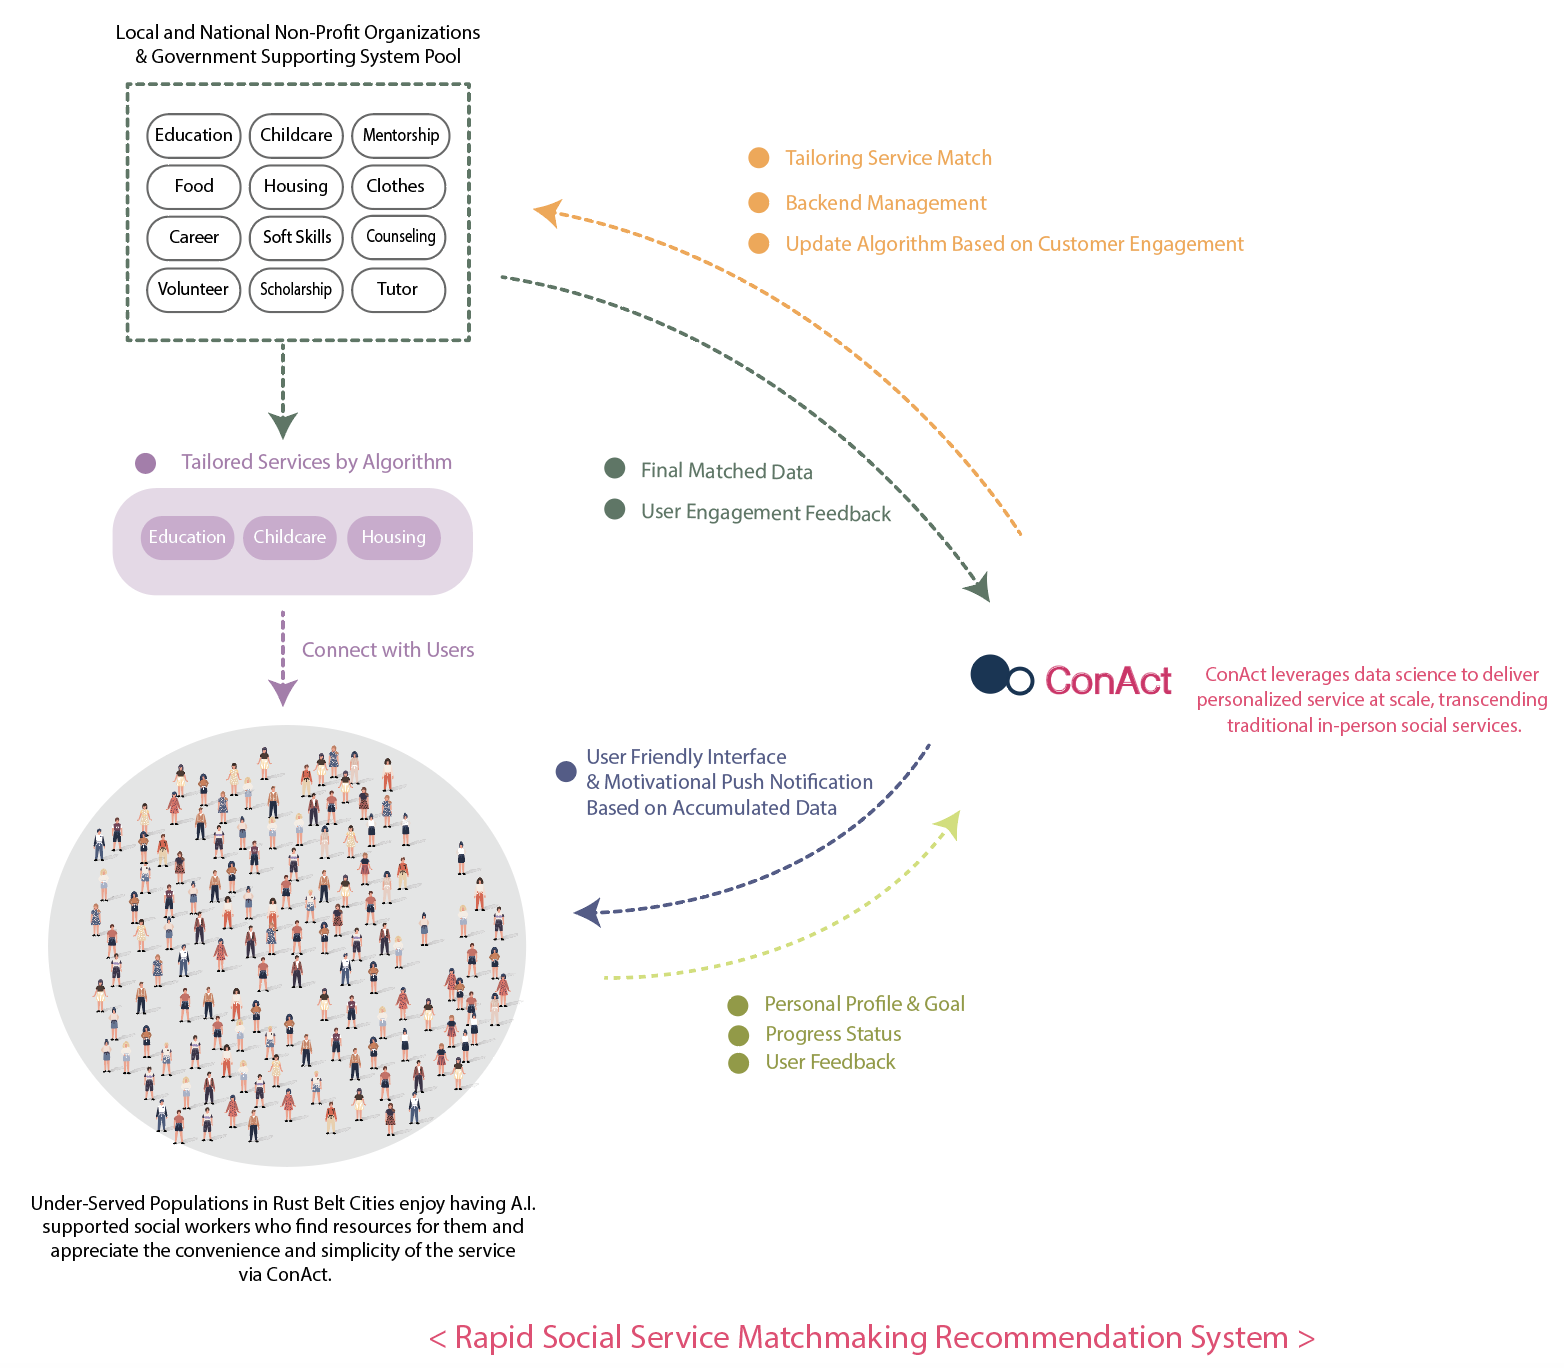 Local and National Non-Profit Organizations
& Government Supporting System Pool
Education
Childcare
Mentorship
Food
Housing
Clothes
Career
Soft Skills
Counseling
Volunteer
Scholarship
Tutor
Tailoring Service Match
Backend Management
Update Algorithm Based on Customer Engagement
Final Matched Data
User Engagement Feedback
Tailored Services by Algorithm
Education
Childcare
Housing
Connect with Users
ConAct
ConAct leverages data science to deliver
personalized service at scale, transcending
traditional in-person social services.
User Friendly Interface
& Motivational Push Notification
Based on Accumulated Data
Personal Profile & Goal
Progress Status
User Feedback
Under-Served Populations in Rust Belt Cities enjoy having A.I.
supported social workers who find resources for them and
appreciate the convenience and simplicity of the service
via ConAct.
< Rapid Social Service Matchmaking Recommendation System >